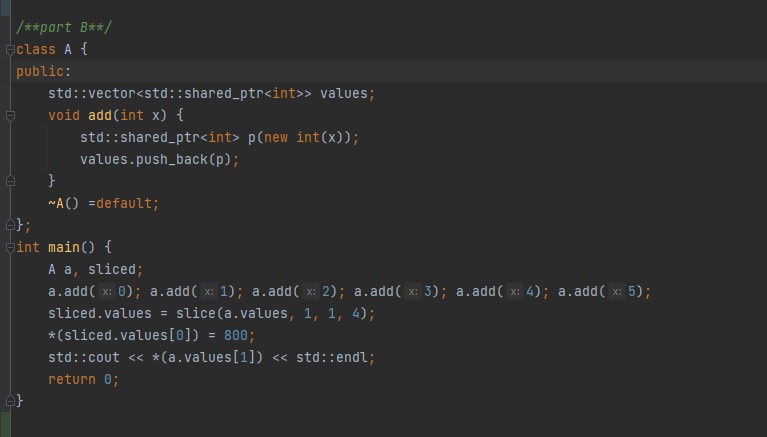 /**part B**/
class A {
public:
    std::vector<std::shared_ptr<int>> values;
    void add(int x) {
        std::shared_ptr<int> p(new int(x));
        values.push_back(p);
    }
    ~A() =default;
};
int main() {
    A a, sliced;
    a.add( x: 0); a.add( x: 1); a.add( x: 2); a.add( x: 3); a.add( x: 4); a.add( x: 5);
    sliced.values = slice(a.values, 1, 1, 4);
    *(sliced.values[0]) = 800;
    std::cout << *(a.values[1]) << std::endl;
    return 0;
}